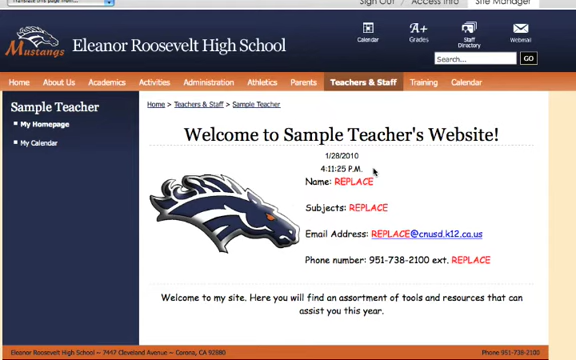 Sign Out Access Info Site Manager
Mustangs
Eleanor Roosevelt High School
Calendar
Grades
Staff
Directory
Webmail
Search...
GO
Home About Us Academics Activities Administration Athletics Parents Teachers & Staff Training Calendar
Sample Teacher
My Homepage
My Calendar
Home > Teachers & Staff > Sample Teacher
Welcome to Sample Teacher's Website!
1/28/2010
4:11:25 P.M.
Name: REPLACE
Subjects: REPLACE
Email Address: REPLACE@cnusd.k12.ca.us
Phone number: 951-738-2100 ext. REPLACE
Welcome to my site. Here you will find an assortment of tools and resources that can
assist you this year.
Eleanor Roosevelt High School ~ 7447 Cleveland Avenue ~ Corona, CA 92880
Phone 951-738-2100